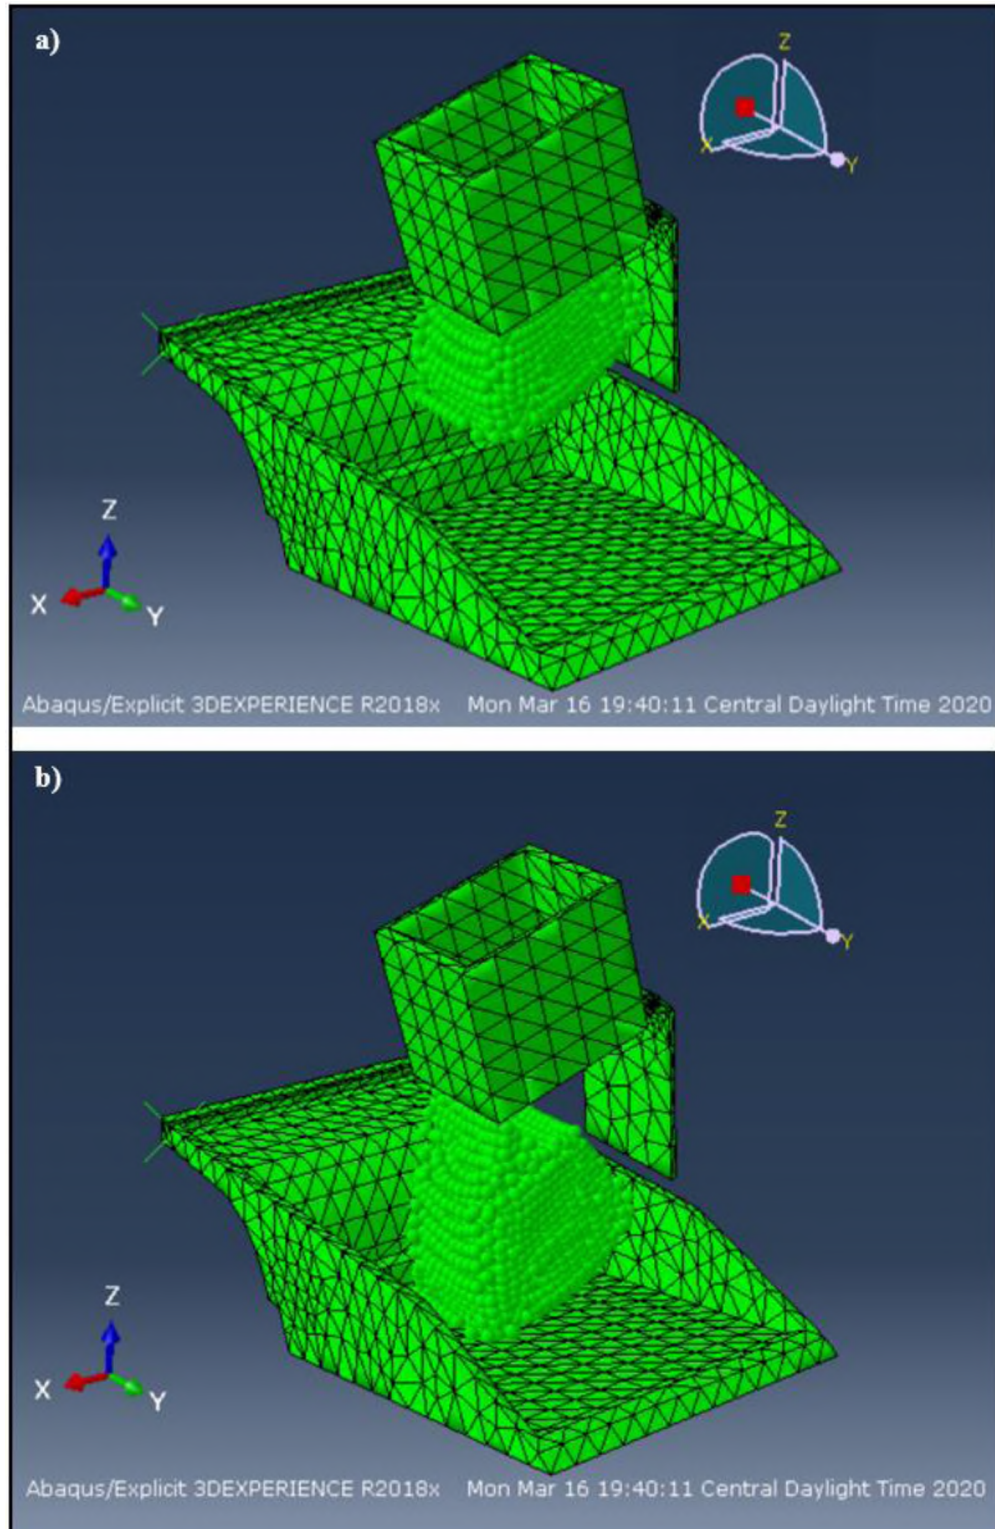 a)
Z
X
Y
Z
X
Y
Abaqus/Explicit 3DEXPERIENCE R2018x Mon Mar 16 19:40:11 Central Daylight Time 2020
b)
Z
X
Y
Z
X
Y
Abaqus/Explicit 3DEXPERIENCE R2018x Mon Mar 16 19:40:11 Central Daylight Time 2020